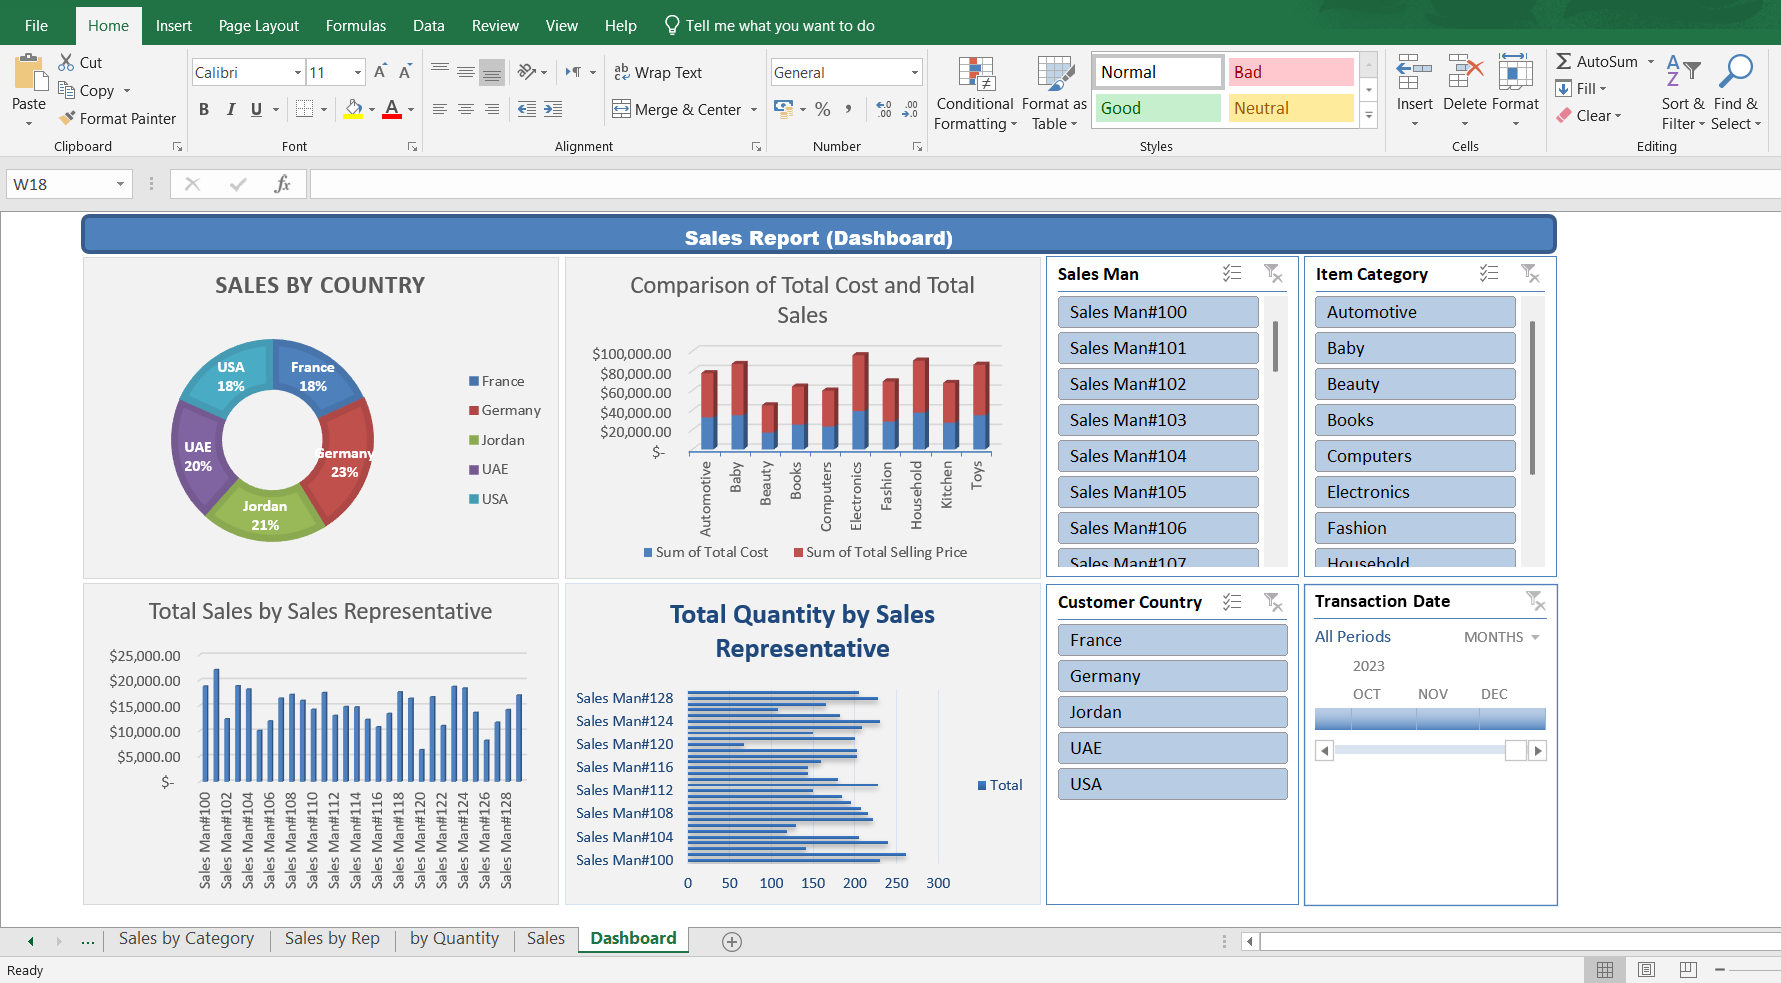 File Home Insert Page Layout Formulas Data Review View Help Tell me what you want to do
Paste
Cut
Copy
Format Painter
Clipboard
Calibri 11
B I U A
Font
Wrap Text
Merge & Center
Alignment
General
Number
Conditional Formatting
Format as Table
Normal Bad
Good Neutral
Styles
Insert Delete Format
Cells
AutoSum
Fill
Clear
Sort & Filter
Find & Select
Editing
W18 fx
Sales Report (Dashboard)
SALES BY COUNTRY
USA
18%
France
18%
UAE
20%
Germany
23%
Jordan
21%
France
Germany
Jordan
UAE
USA
Comparison of Total Cost and Total
Sales
$100,000.00
$80,000.00
$60,000.00
$40,000.00
$20,000.00
$-
Automotive
Baby
Beauty
Books
Computers
Electronics
Fashion
Household
Kitchen
Toys
Sum of Total Cost Sum of Total Selling Price
Sales Man
Sales Man#100
Sales Man#101
Sales Man#102
Sales Man#103
Sales Man#104
Sales Man#105
Sales Man#106
Sales Man#107
Item Category
Automotive
Baby
Beauty
Books
Computers
Electronics
Fashion
Household
Total Sales by Sales Representative
$25,000.00
$20,000.00
$15,000.00
$10,000.00
$5,000.00
$-
Sales Man#100
Sales Man#102
Sales Man#104
Sales Man#106
Sales Man#108
Sales Man#110
Sales Man#112
Sales Man#114
Sales Man#116
Sales Man#118
Sales Man#120
Sales Man#122
Sales Man#124
Sales Man#126
Sales Man#128
Total Quantity by Sales
Representative
Sales Man#128
Sales Man#124
Sales Man#120
Sales Man#116
Sales Man#112
Sales Man#108
Sales Man#104
Sales Man#100
0 50 100 150 200 250 300
Total
Customer Country
France
Germany
Jordan
UAE
USA
Transaction Date
All Periods MONTHS
2023
OCT NOV DEC
... Sales by Category Sales by Rep by Quantity Sales Dashboard
Ready